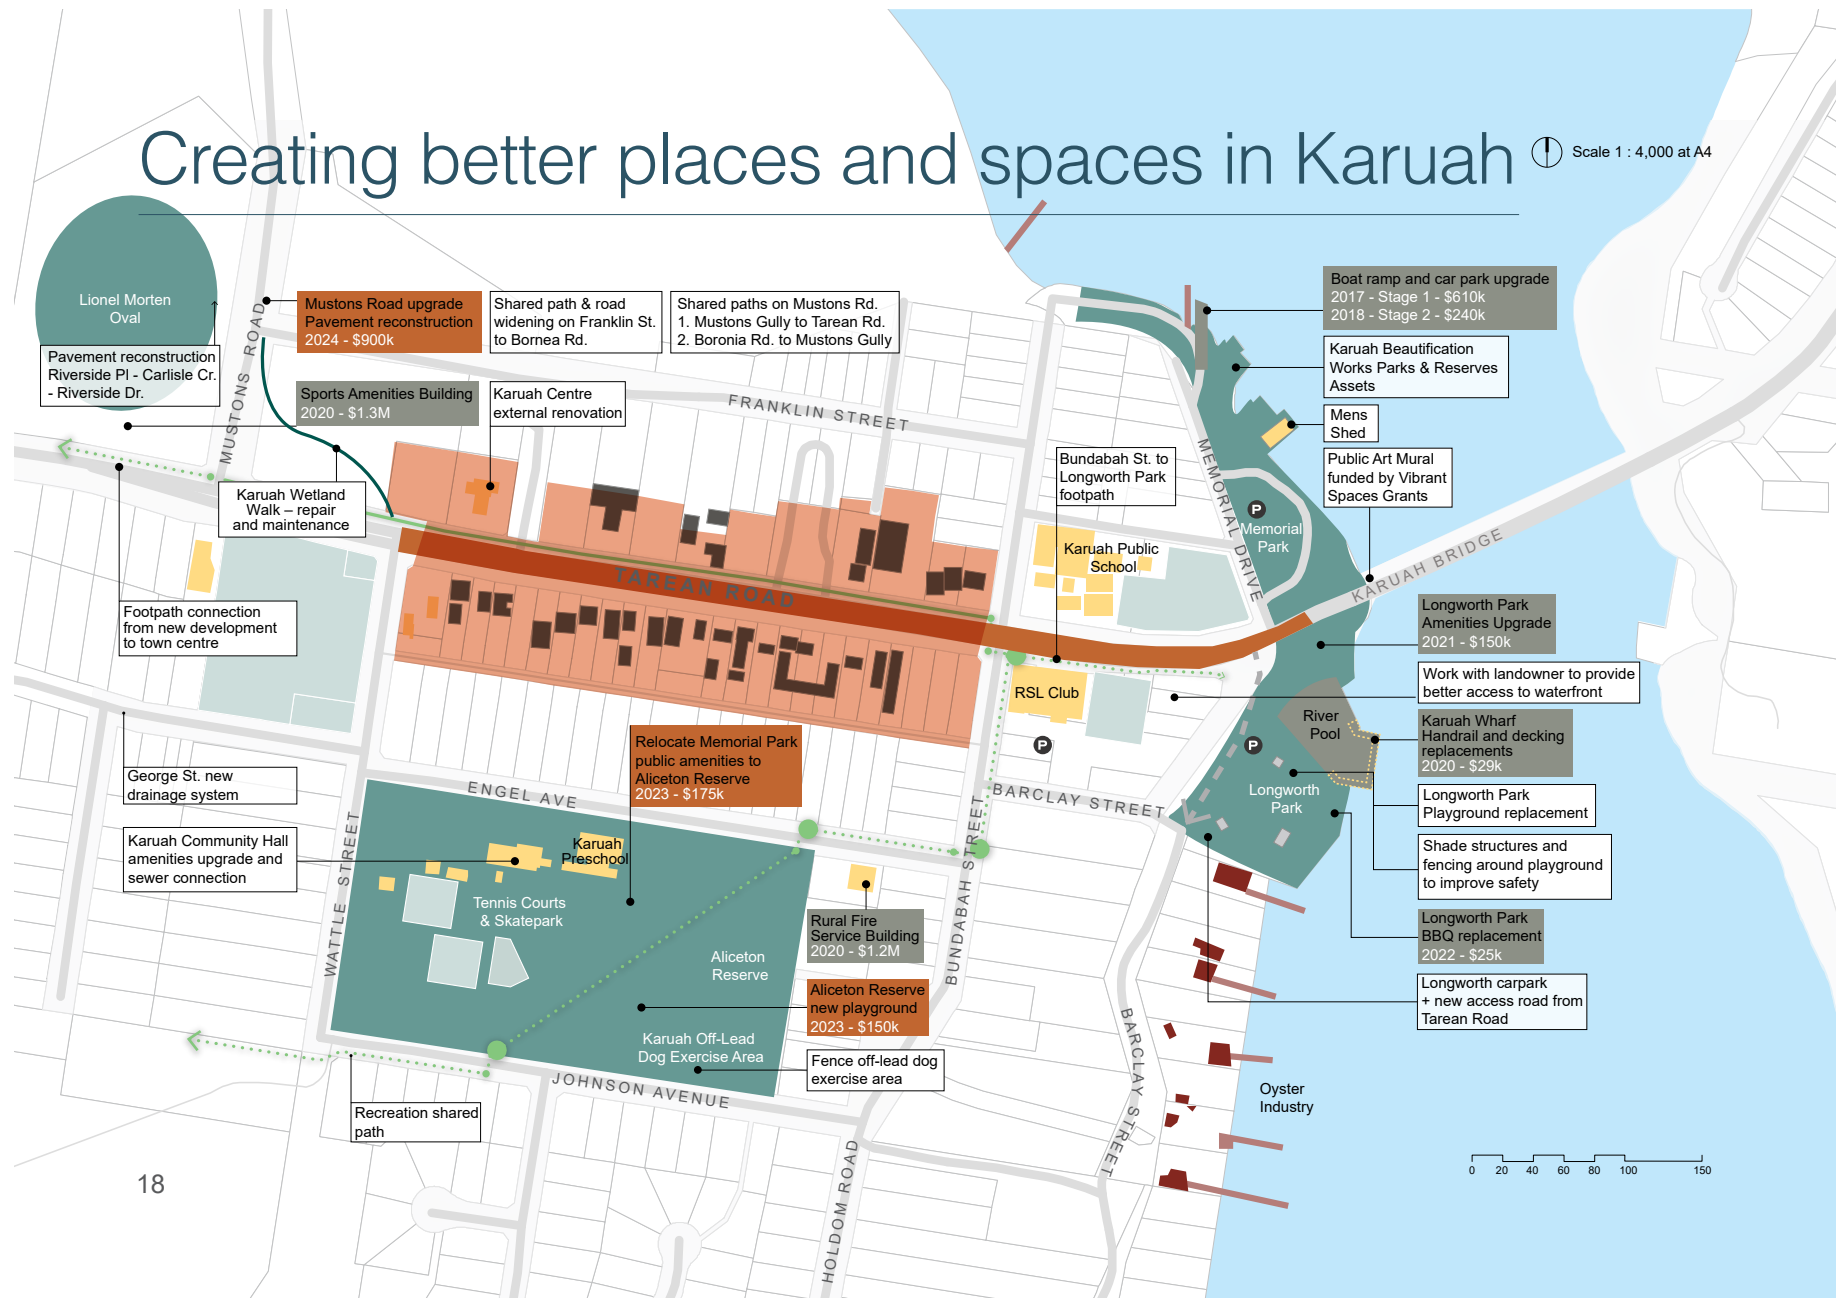 Creating better places and spaces in Karuah
Scale 1 : 4,000 at A4
Lionel Morten
Oval
Pavement reconstruction
Riverside Pl - Carlisle Cr.
- Riverside Dr.
MUSTONS ROAD
Mustons Road upgrade
Pavement reconstruction
2024 - $900k
Shared path & road
widening on Franklin St.
to Bornea Rd.
Shared paths on Mustons Rd.
1. Mustons Gully to Tarean Rd.
2. Boronia Rd. to Mustons Gully
Sports Amenities Building
2020 - $1.3M
Karuah Centre
external renovation
FRANKLIN STREET
Karuah Wetland
Walk – repair
and maintenance
Bundabah St. to
Longworth Park
footpath
MEMORIAL DRIVE
Boat ramp and car park upgrade
2017 - Stage 1 - $610k
2018 - Stage 2 - $240k
Karuah Beautification
Works Parks & Reserves
Assets
Mens
Shed
Public Art Mural
funded by Vibrant
Spaces Grants
P
Memorial
Park
Karuah Public
School
KARUAH BRIDGE
TAREAN ROAD
Footpath connection
from new development
to town centre
Longworth Park
Amenities Upgrade
2021 - $150k
Work with landowner to provide
better access to waterfront
RSL Club
P
P
River
Pool
Karuah Wharf
Handrail and decking
replacements
2020 - $29k
Relocate Memorial Park
public amenities to
Aliceton Reserve
2023 - $175k
George St. new
drainage system
ENGEL AVE
BARCLAY STREET
Longworth
Park
Longworth Park
Playground replacement
Karuah Community Hall
amenities upgrade and
sewer connection
WATTLE STREET
Karuah
Preschool
BUNDABAH STREET
Shade structures and
fencing around playground
to improve safety
Tennis Courts
& Skatepark
Rural Fire
Service Building
2020 - $1.2M
Longworth Park
BBQ replacement
2022 - $25k
Aliceton
Reserve
Aliceton Reserve
new playground
2023 - $150k
Longworth carpark
+ new access road from
Tarean Road
Karuah Off-Lead
Dog Exercise Area
Fence off-lead dog
exercise area
BARCLAY STREET
JOHNSON AVENUE
Recreation shared
path
Oyster
Industry
HOLDOM ROAD
0 20 40 60 80 100 150
18